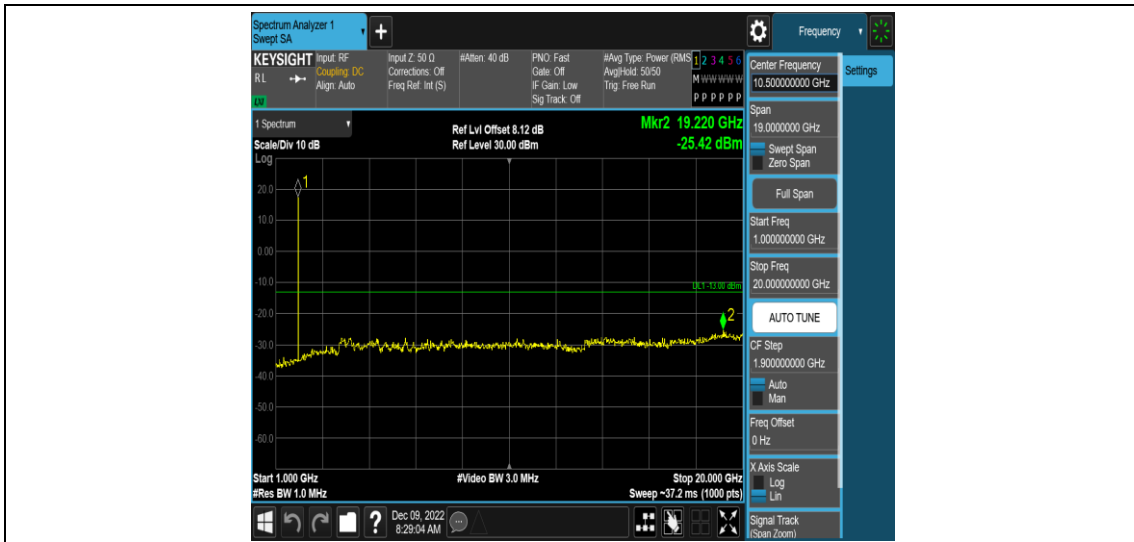 Spectrum Analyzer 1
Swept SA
+
Frequency
KEYSIGHT
RL
LXI
Input: RF
Coupling: DC
Align: Auto
Input Z: 50 Ω
Corrections: Off
Freq Ref: Int (S)
#Atten: 40 dB
PNO: Fast
Gate: Off
IF Gain: Low
Sig Track: Off
#Avg Type: Power (RMS
Avg|Hold: 50/50
Trig: Free Run
1 2 3 4 5 6
M W W W W W
P P P P P P
1 Spectrum
Scale/Div 10 dB
Ref Lvl Offset 8.12 dB
Ref Level 30.00 dBm
Mkr2 19.220 GHz
-25.42 dBm
Log
1
20.0
10.0
0.00
-10.0
DL1 -13.00 dBm
-20.0
2
-30.0
-40.0
-50.0
-60.0
Start 1.000 GHz
#Video BW 3.0 MHz
Stop 20.000 GHz
#Res BW 1.0 MHz
Sweep ~37.2 ms (1000 pts)
?
Dec 09, 2022
8:29:04 AM
Center Frequency
10.500000000 GHz
Settings
Span
19.0000000 GHz
Swept Span
Zero Span
Full Span
Start Freq
1.000000000 GHz
Stop Freq
20.000000000 GHz
AUTO TUNE
CF Step
1.900000000 GHz
Auto
Man
Freq Offset
0 Hz
X Axis Scale
Log
Lin
Signal Track
(Span Zoom)